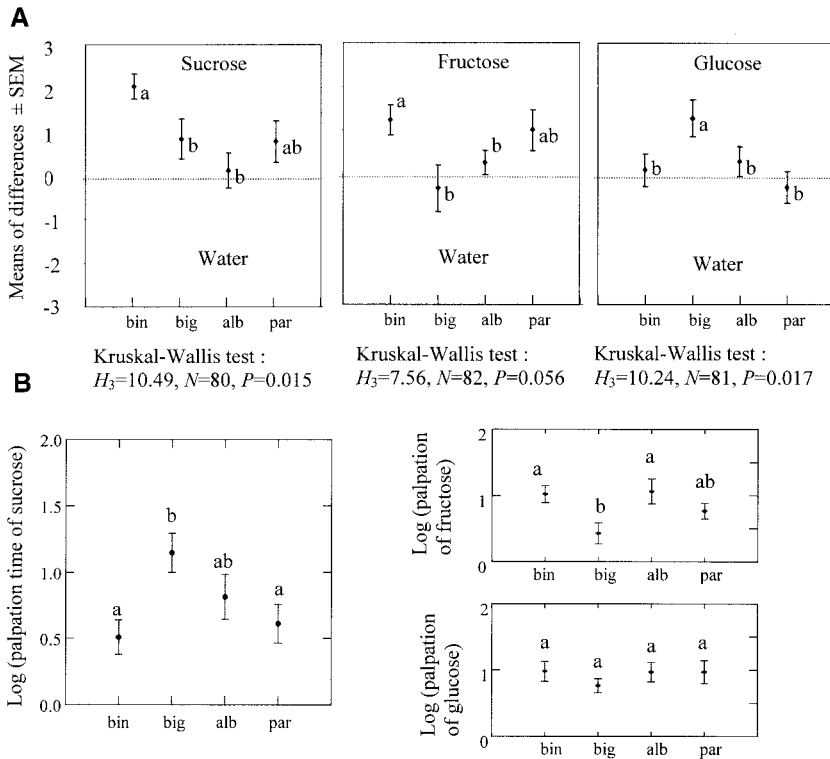 A
Means of differences ± SEM
3
2
1
0
-1
-2
-3
Sucrose
a
b
b
ab
Water
bin big alb par
Fructose
a
b
b
ab
Water
bin big alb par
Glucose
b
a
b
b
Water
bin big alb par
Kruskal-Wallis test :
H3=10.49, N=80, P=0.015
Kruskal-Wallis test :
H3=7.56, N=82, P=0.056
Kruskal-Wallis test :
H3=10.24, N=81, P=0.017
B
Log (palpation time of sucrose)
2.0
1.5
1.0
0.5
0.0
a
b
ab
a
bin big alb par
Log (palpation
of fructose)
2
1
0
a
b
a
ab
bin big alb par
Log (palpation
of glucose)
2
1
0
a
a
a
a
bin big alb par